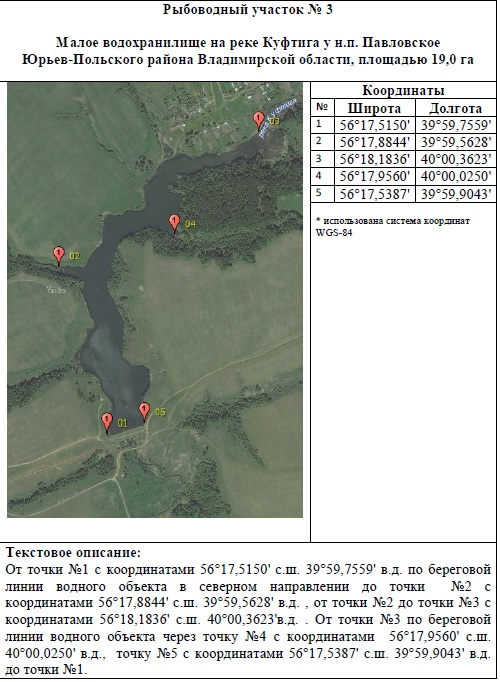 Рыбоводный участок № 3
Малое водохранилище на реке Куфтига у н.п. Павловское
Юрьев-Польского района Владимирской области, площадью 19,0 га
Координаты
№ Широта Долгота
1 56°17,5150' 39°59,7559'
2 56°17,8844' 39°59,5628'
3 56°18,1836' 40°00,3623'
4 56°17,9560' 40°00,0250'
5 56°17,5387' 39°59,9043'
* использована система координат
WGS-84
1 03
1 04
1 02
1 05
1 01
Текстовое описание:
От точки №1 с координатами 56°17,5150' с.ш. 39°59,7559' в.д. по береговой
линии водного объекта в северном направлении до точки №2 с
координатами 56°17,8844' с.ш. 39°59,5628' в.д. , от точки №2 до точки №3 с
координатами 56°18,1836' с.ш. 40°00,3623'в.д. . От точки №3 по береговой
линии водного объекта через точку №4 с координатами 56°17,9560' с.ш.
40°00,0250' в.д., точку №5 с координатами 56°17,5387' с.ш. 39°59,9043' в.д.
до точки №1.